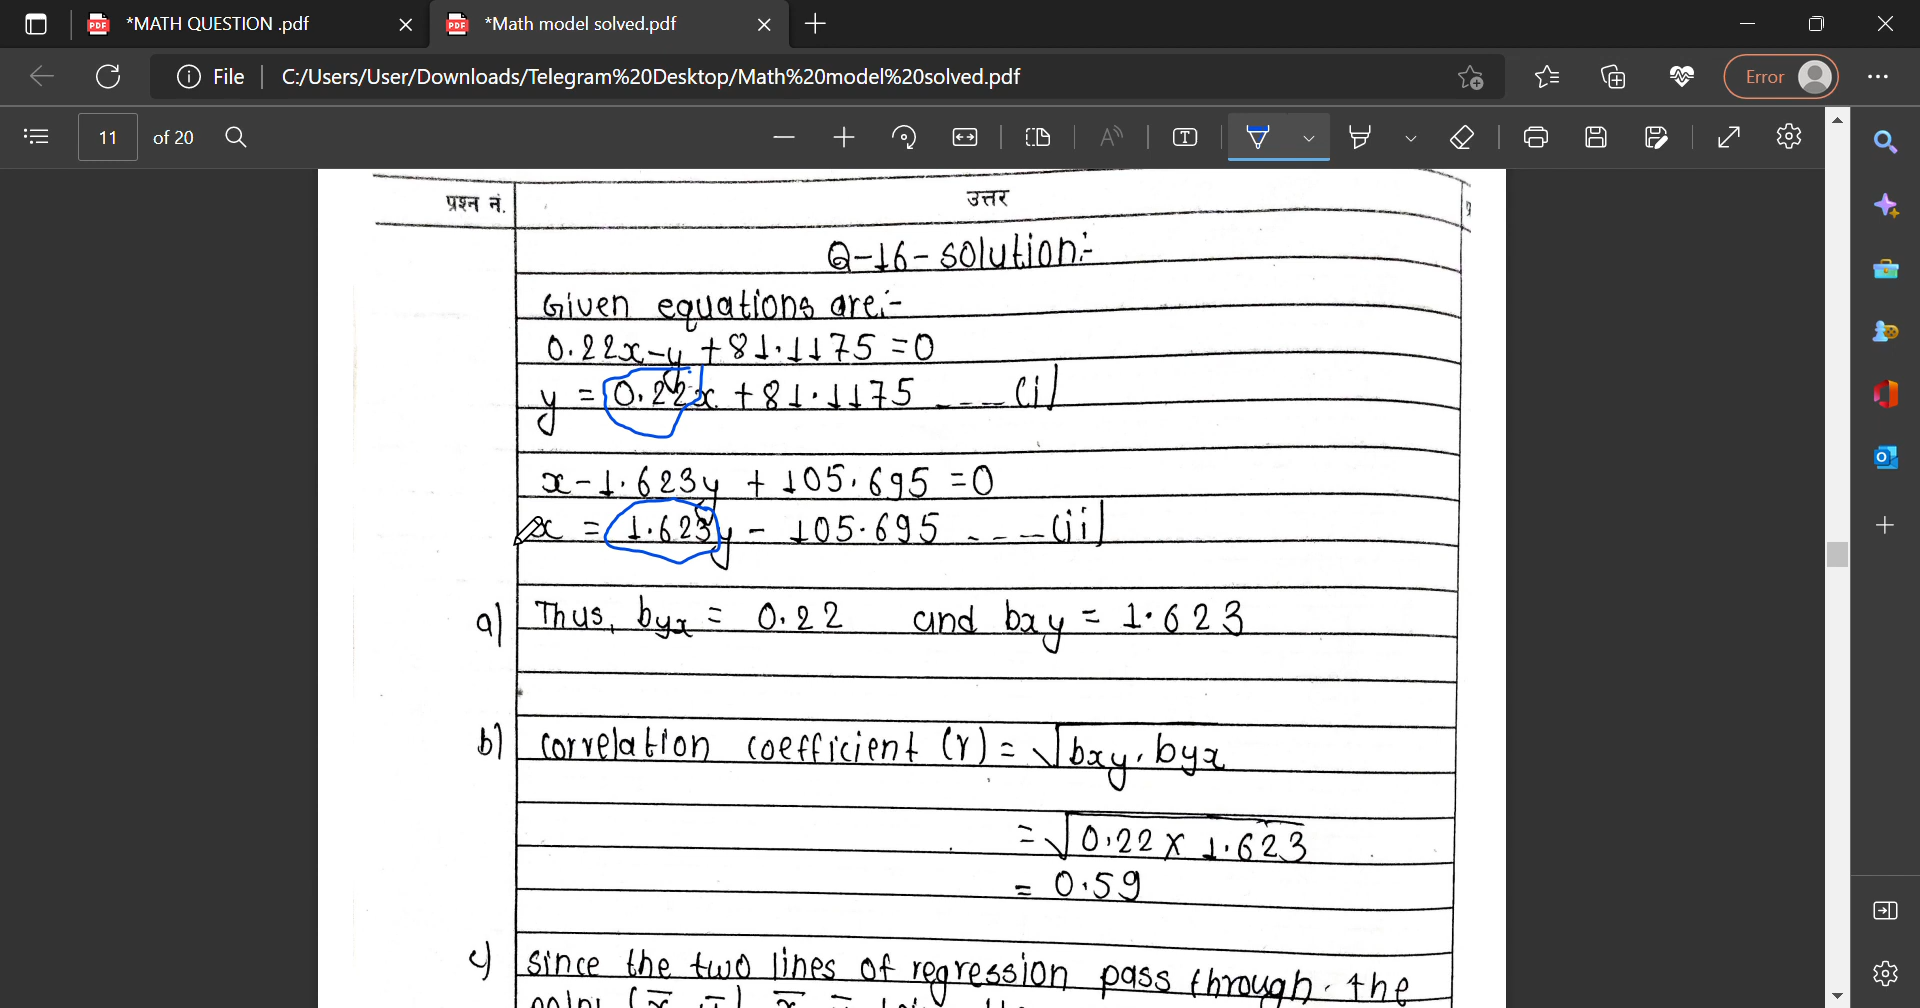 *MATH QUESTION .pdf
*Math model solved.pdf
File
C:/Users/User/Downloads/Telegram%20Desktop/Math%20model%20solved.pdf
Error
11 of 20
प्रश्न नं.
उत्तर
Q-16- solution:-
Given equations are:-
0.22x-y +81.1175 =0
y = 0.22x +81.1175 ---- (i)
x-1.623y + 105.695 =0
x = 1.623y - 105.695 ---- (ii)
a) Thus, byx = 0.22 and bxy = 1.623
b) correlation coefficient (r) = √bxy.byx
= √0.22 x 1.623
= 0.59
c) since the two lines of regression pass through the